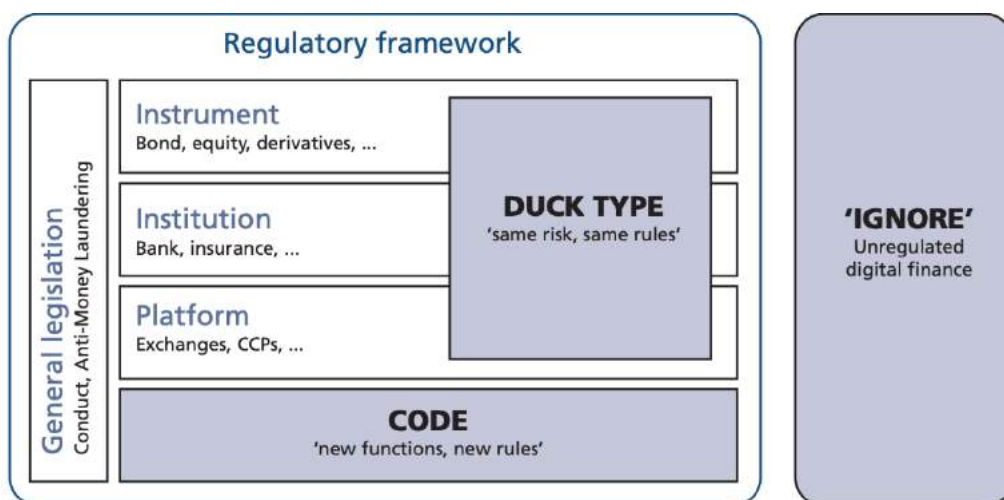 Regulatory framework
General legislation
Conduct, Anti-Money Laundering
Instrument
Bond, equity, derivatives, ...
Institution
Bank, insurance, ...
Platform
Exchanges, CCPs, ...
DUCK TYPE
'same risk, same rules'
CODE
'new functions, new rules'
'IGNORE'
Unregulated
digital finance